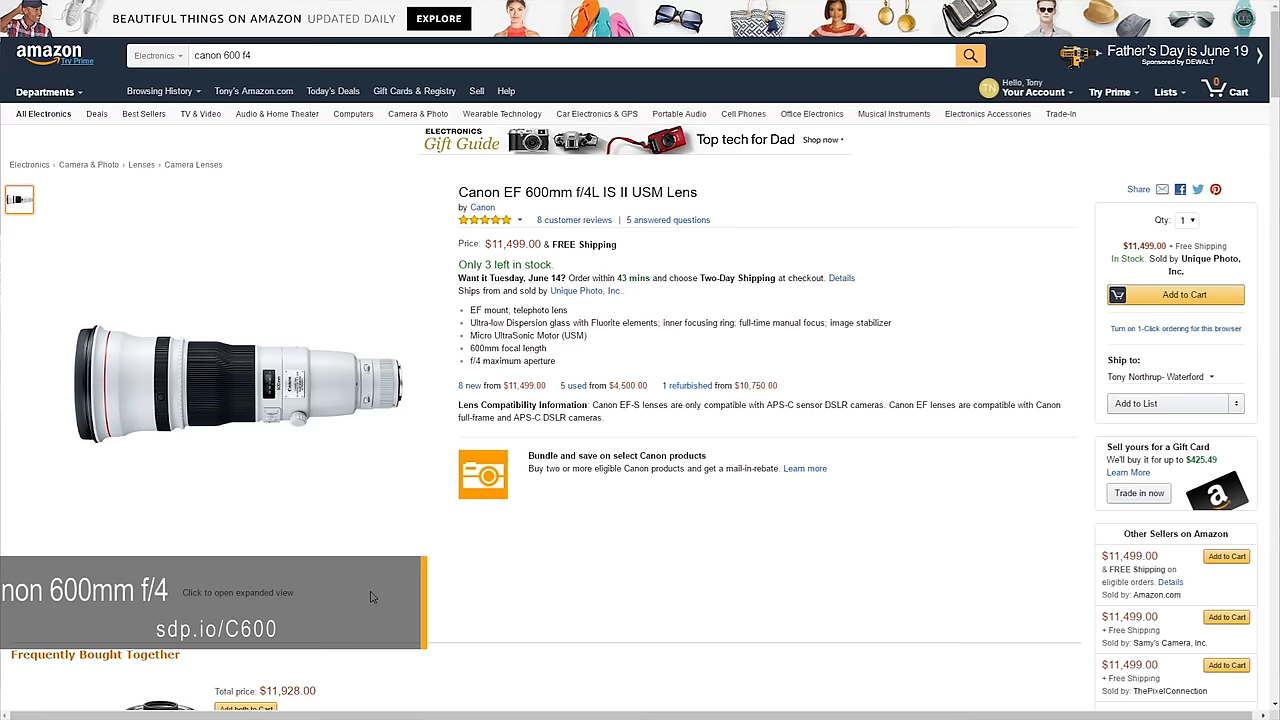 BEAUTIFUL THINGS ON AMAZON UPDATED DAILY EXPLORE
amazon
Try Prime
Electronics
canon 600 f4
Father's Day is June 19
Sponsored by DEWALT
Departments
Browsing History
Tony's Amazon.com
Today's Deals
Gift Cards & Registry
Sell
Help
TN
Hello, Tony
Your Account
Try Prime
Lists
0
Cart
All Electronics
Deals
Best Sellers
TV & Video
Audio & Home Theater
Computers
Camera & Photo
Wearable Technology
Car Electronics & GPS
Portable Audio
Cell Phones
Office Electronics
Musical Instruments
Electronics Accessories
Trade-In
ELECTRONICS
Gift Guide
Top tech for Dad
Shop now ›
Electronics › Camera & Photo › Lenses › Camera Lenses
Canon EF 600mm f/4L IS II USM Lens
by Canon
8 customer reviews | 5 answered questions
Price: $11,499.00 & FREE Shipping
Only 3 left in stock.
Want it Tuesday, June 14? Order within 43 mins and choose Two-Day Shipping at checkout. Details
Ships from and sold by Unique Photo, Inc..
• EF mount; telephoto lens
• Ultra-low Dispersion glass with Fluorite elements; inner focusing ring; full-time manual focus; image stabilizer
• Micro UltraSonic Motor (USM)
• 600mm focal length
• f/4 maximum aperture
8 new from $11,499.00 5 used from $4,500.00 1 refurbished from $10,750.00
Lens Compatibility Information: Canon EF-S lenses are only compatible with APS-C sensor DSLR cameras. Canon EF lenses are compatible with Canon
full-frame and APS-C DSLR cameras.
Bundle and save on select Canon products
Buy two or more eligible Canon products and get a mail-in-rebate. Learn more
Share
Qty: 1
$11,499.00 + Free Shipping
In Stock. Sold by Unique Photo,
Inc.
Add to Cart
Turn on 1-Click ordering for this browser
Ship to:
Tony Northrup- Waterford
Add to List
Sell yours for a Gift Card
We'll buy it for up to $425.49
Learn More
Trade in now
a
Other Sellers on Amazon
$11,499.00
Add to Cart
& FREE Shipping on
eligible orders. Details
Sold by: Amazon.com
$11,499.00
Add to Cart
+ Free Shipping
Sold by: Samy's Camera, Inc.
$11,499.00
Add to Cart
+ Free Shipping
Sold by: ThePixelConnection
non 600mm f/4
Click to open expanded view
sdp.io/C600
Frequently Bought Together
Total price: $11,928.00
Add both to Cart